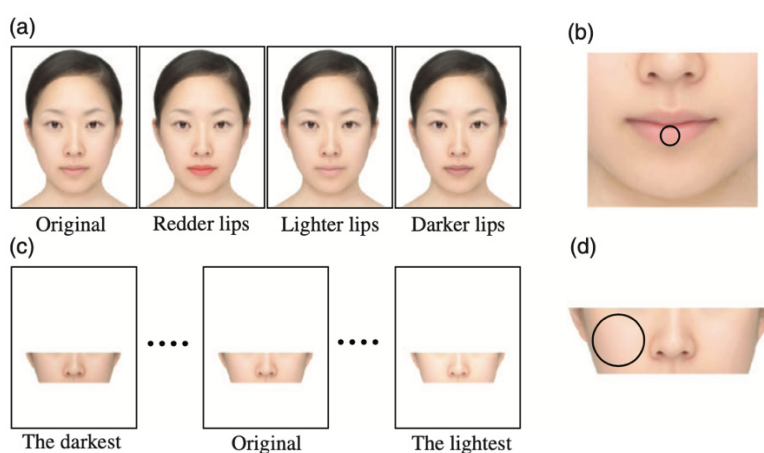 (a)
Original Redder lips Lighter lips Darker lips
(b)
(c)
The darkest Original The lightest
(d)